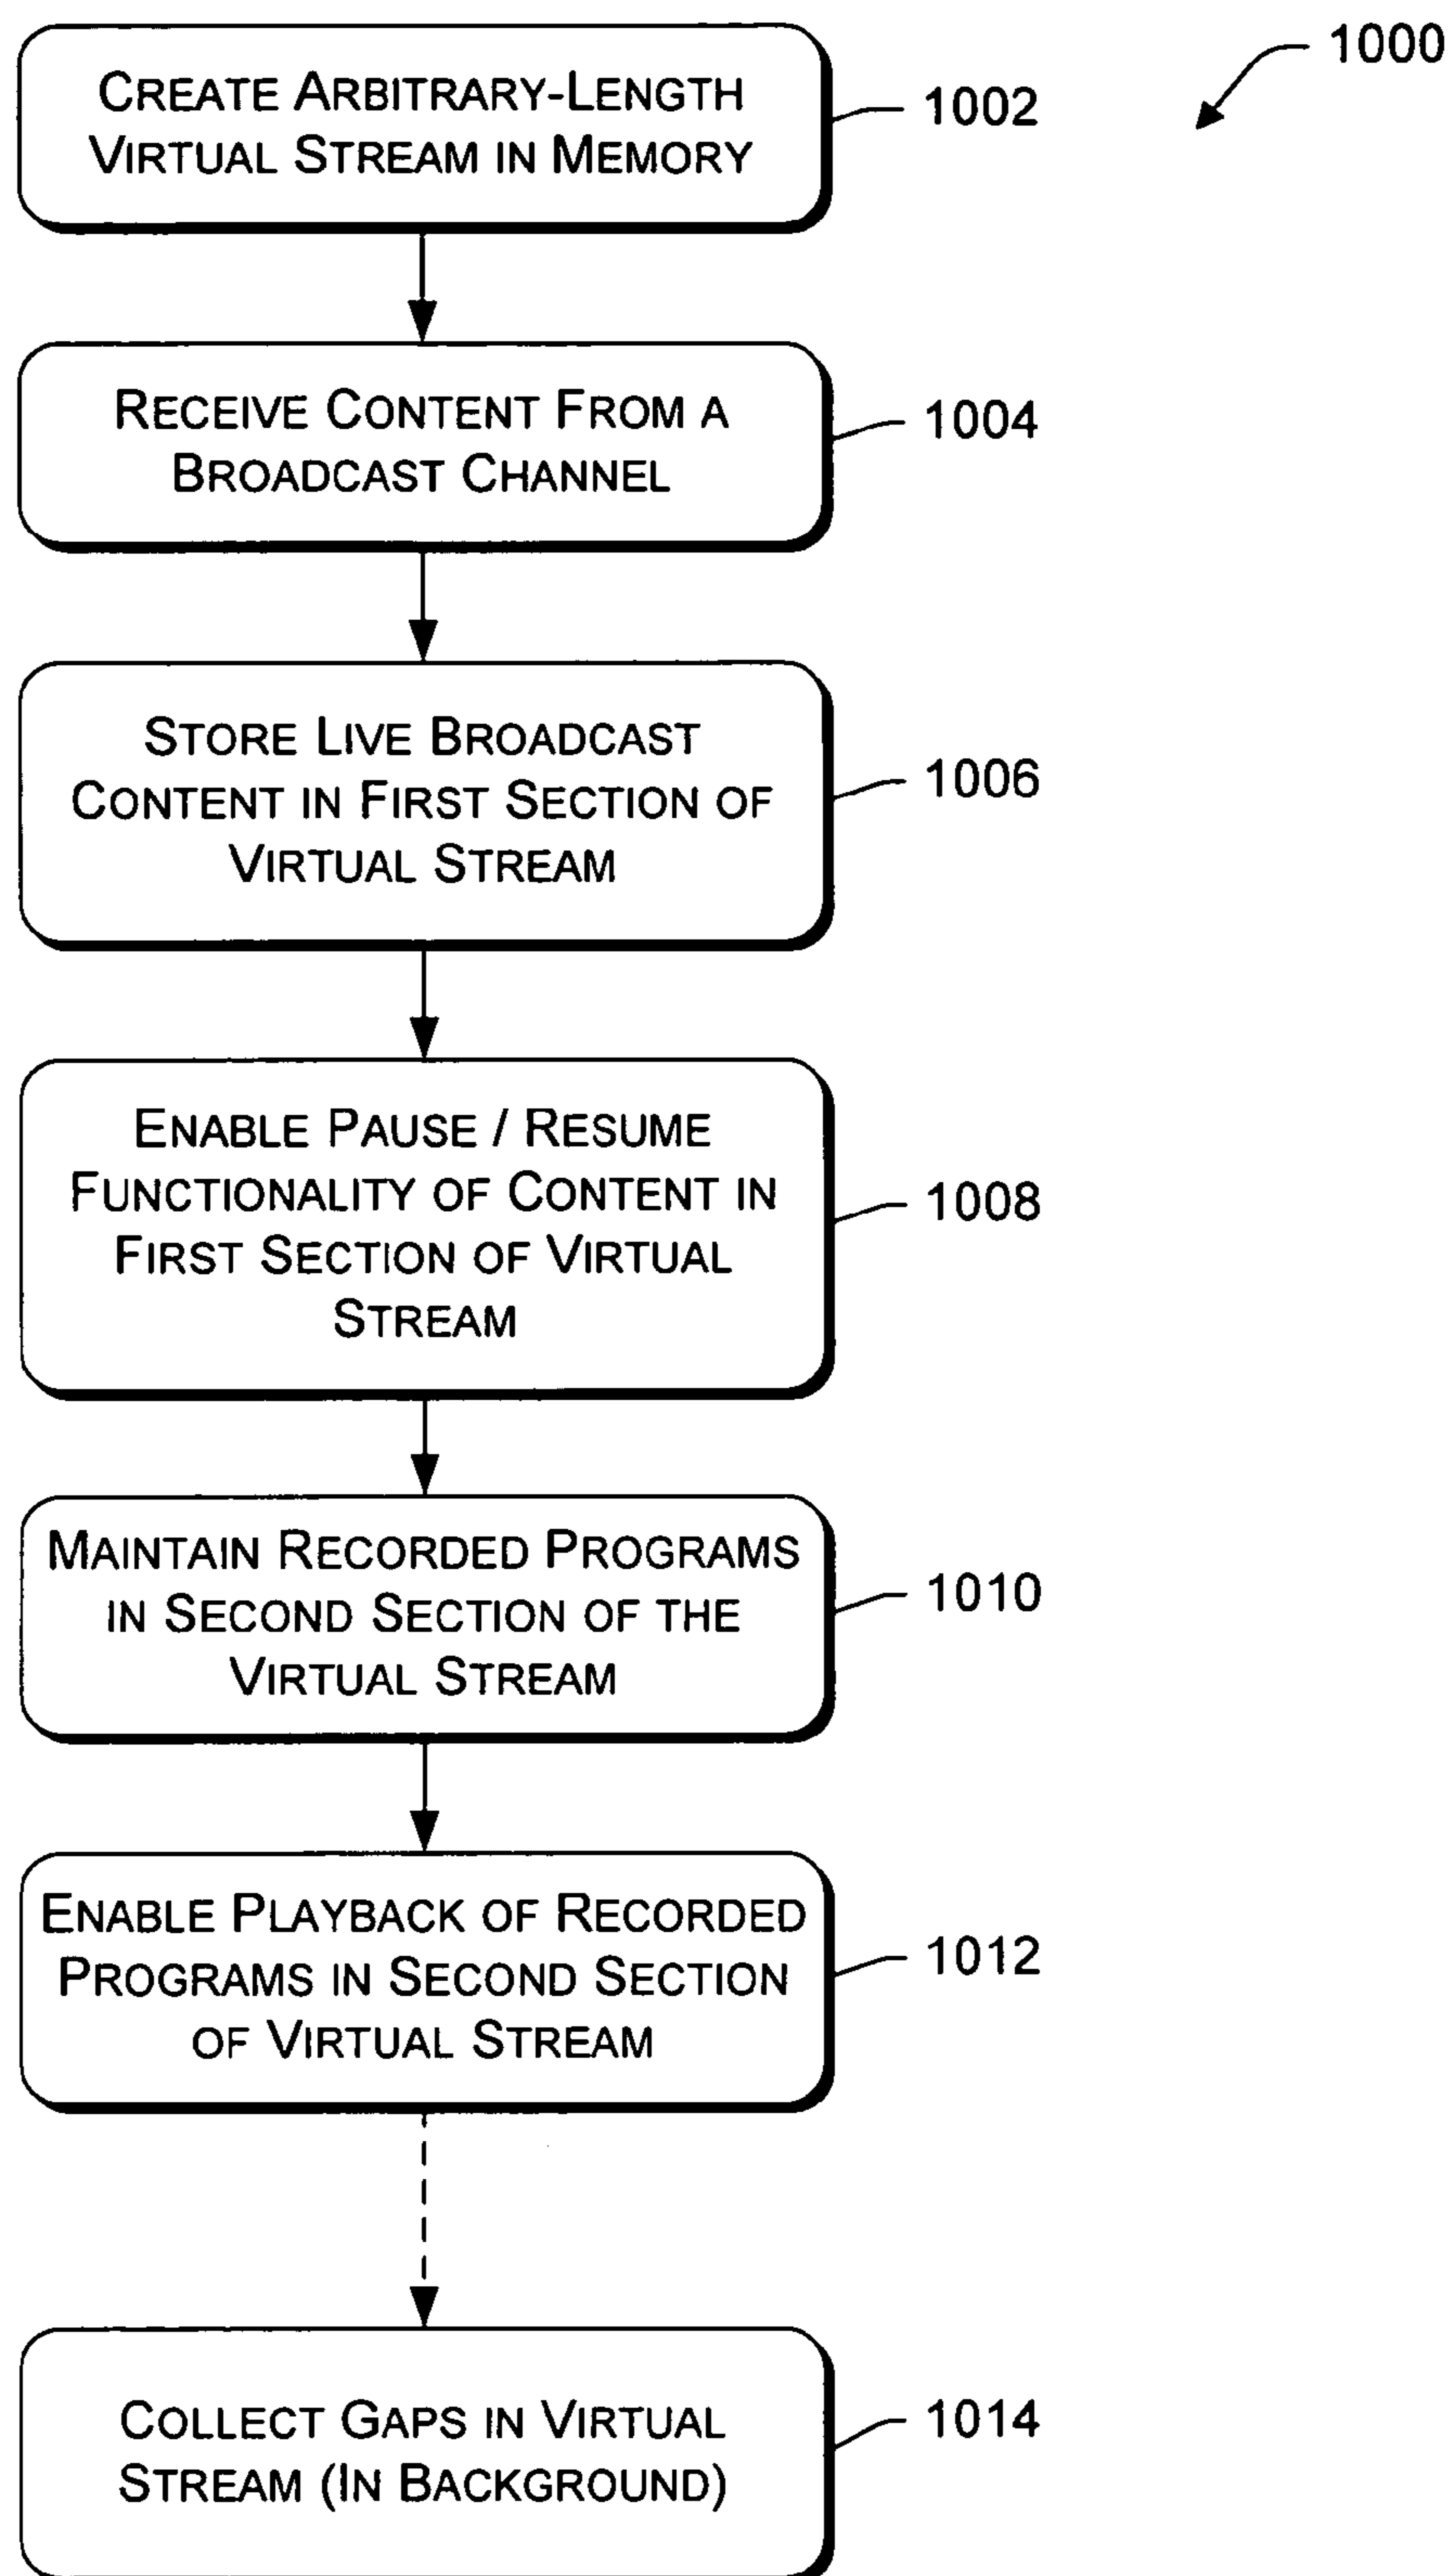 1000
CREATE ARBITRARY-LENGTH
VIRTUAL STREAM IN MEMORY
1002
RECEIVE CONTENT FROM A
BROADCAST CHANNEL
1004
STORE LIVE BROADCAST
CONTENT IN FIRST SECTION OF
VIRTUAL STREAM
1006
ENABLE PAUSE / RESUME
FUNCTIONALITY OF CONTENT IN
FIRST SECTION OF VIRTUAL
STREAM
1008
MAINTAIN RECORDED PROGRAMS
IN SECOND SECTION OF THE
VIRTUAL STREAM
1010
ENABLE PLAYBACK OF RECORDED
PROGRAMS IN SECOND SECTION
OF VIRTUAL STREAM
1012
COLLECT GAPS IN VIRTUAL
STREAM (IN BACKGROUND)
1014